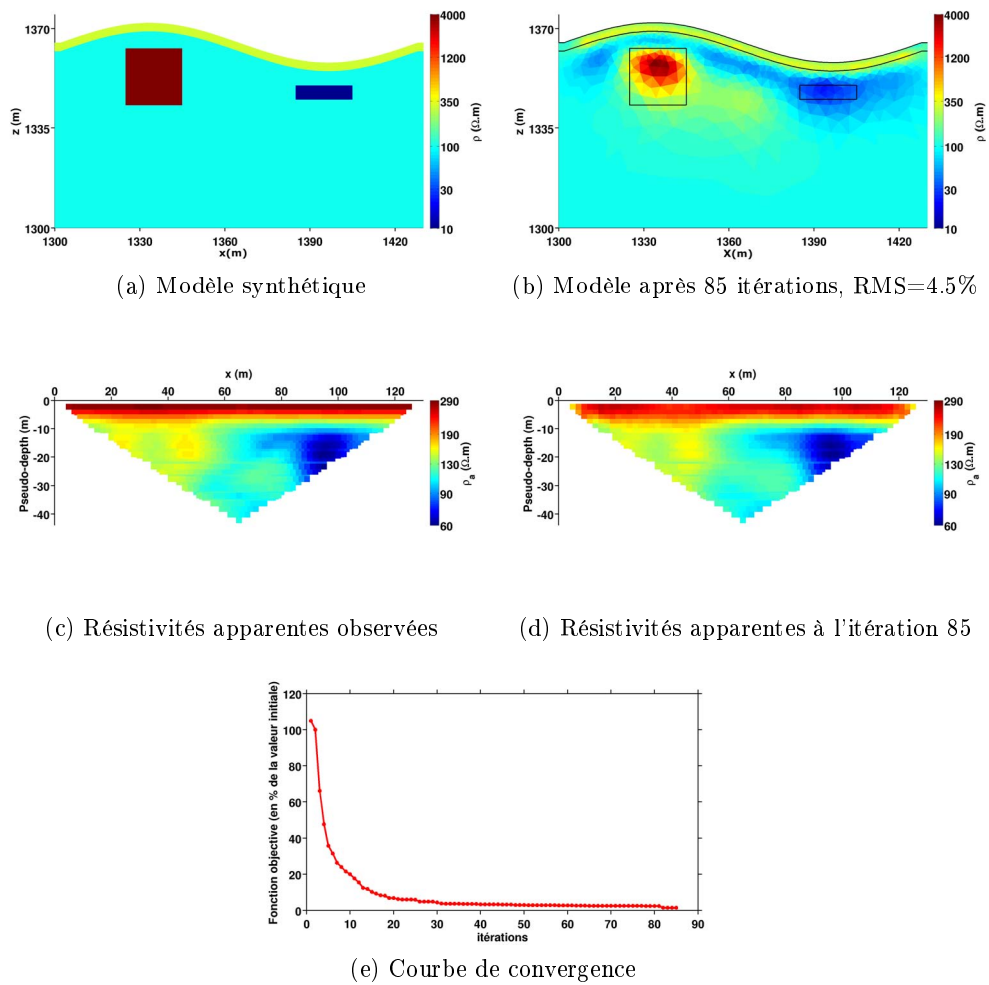 1370
1335
1300
z (m)
1300 1330 1360 1390 1420
x(m)
4000
1200
350
100
30
10
ρ (Ω.m)
(a) Modèle synthétique
1370
1335
1300
z (m)
1300 1330 1360 1390 1420
X(m)
4000
1200
350
100
30
10
ρ (Ω.m)
(b) Modèle après 85 itérations, RMS=4.5%
x (m)
0 20 40 60 80 100 120
0
-10
-20
-30
-40
Pseudo-depth (m)
290
190
130
90
60
ρa (Ω.m)
(c) Résistivités apparentes observées
x (m)
0 20 40 60 80 100 120
0
-10
-20
-30
-40
Pseudo-depth (m)
290
190
130
90
60
ρa (Ω.m)
(d) Résistivités apparentes à l'itération 85
120
100
80
60
40
20
0
Fonction objective (en % de la valeur initiale)
0 10 20 30 40 50 60 70 80 90
itérations
(e) Courbe de convergence